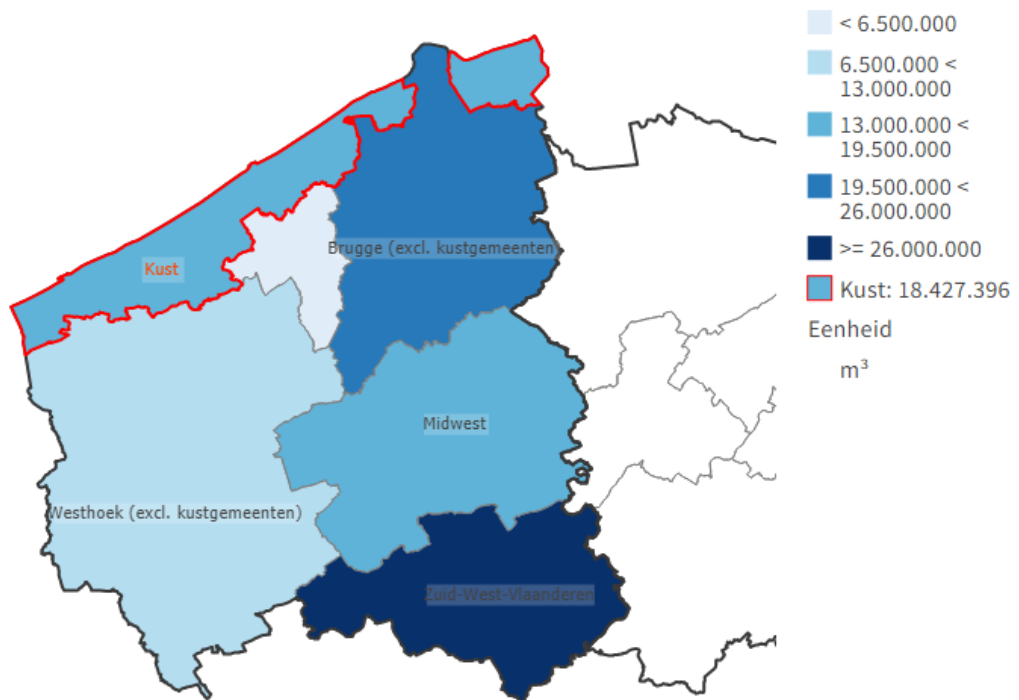 < 6.500.000
6.500.000 <
13.000.000
13.000.000 <
19.500.000
19.500.000 <
26.000.000
>= 26.000.000
Kust: 18.427.396
Eenheid
m³
Brugge (excl. kustgemeenten)
Kust
Midwest
Westhoek (excl. kustgemeenten)
Zuid-West-Vlaanderen